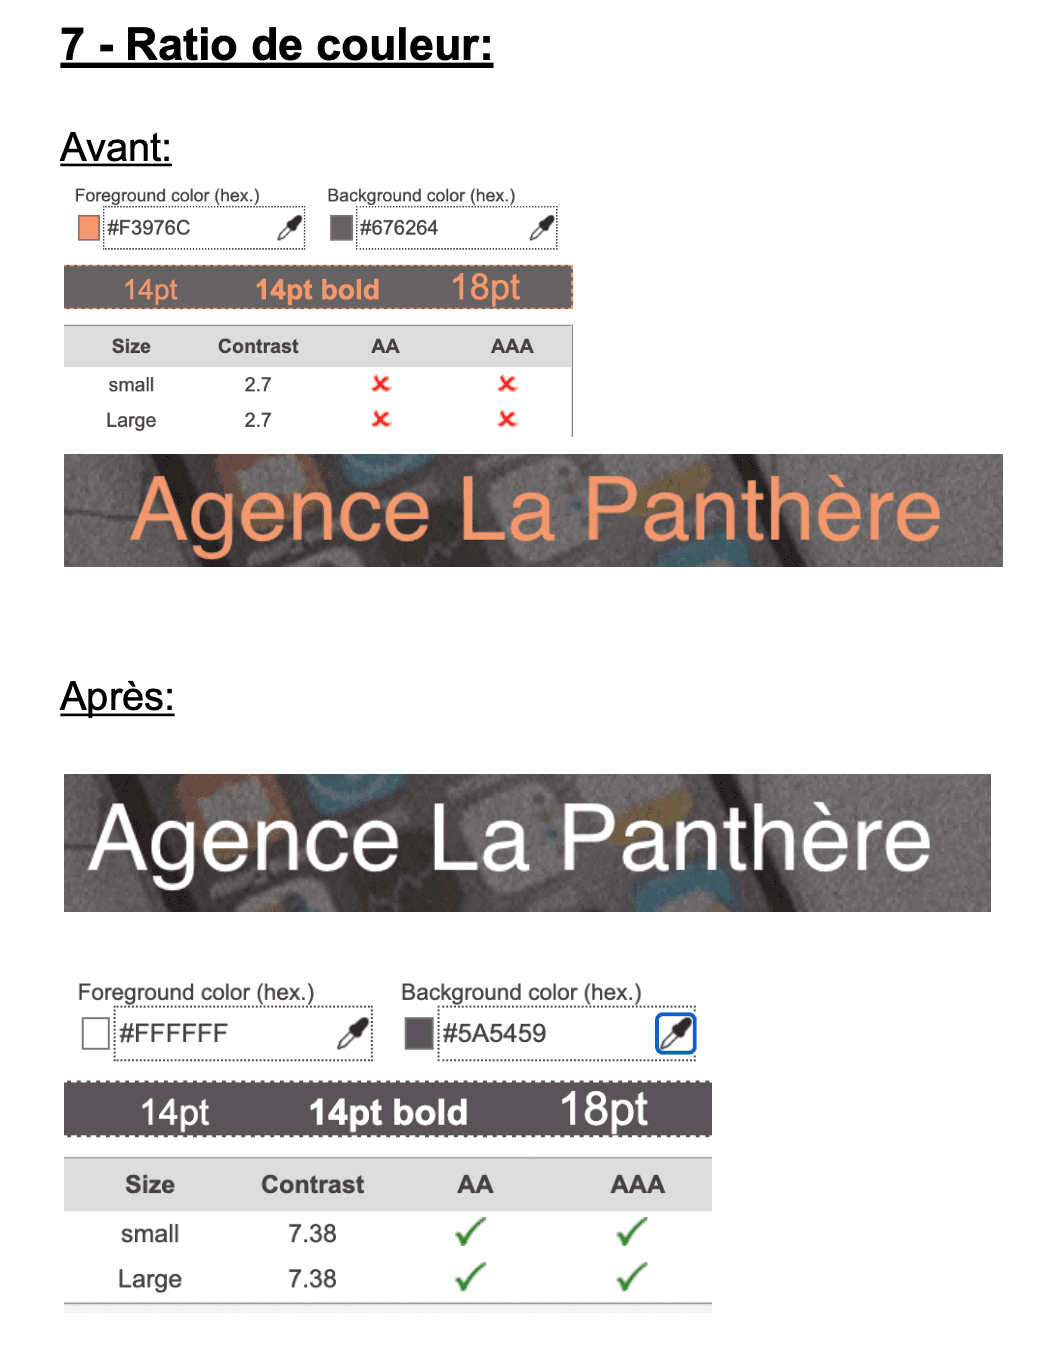 7 - Ratio de couleur:
Avant:
Foreground color (hex.) Background color (hex.)
#F3976C #676264
14pt 14pt bold 18pt
Size Contrast AA AAA
small 2.7
Large 2.7
Agence La Panthère
Après:
Agence La Panthère
Foreground color (hex.) Background color (hex.)
#FFFFFF #5A5459
14pt 14pt bold 18pt
Size Contrast AA AAA
small 7.38
Large 7.38